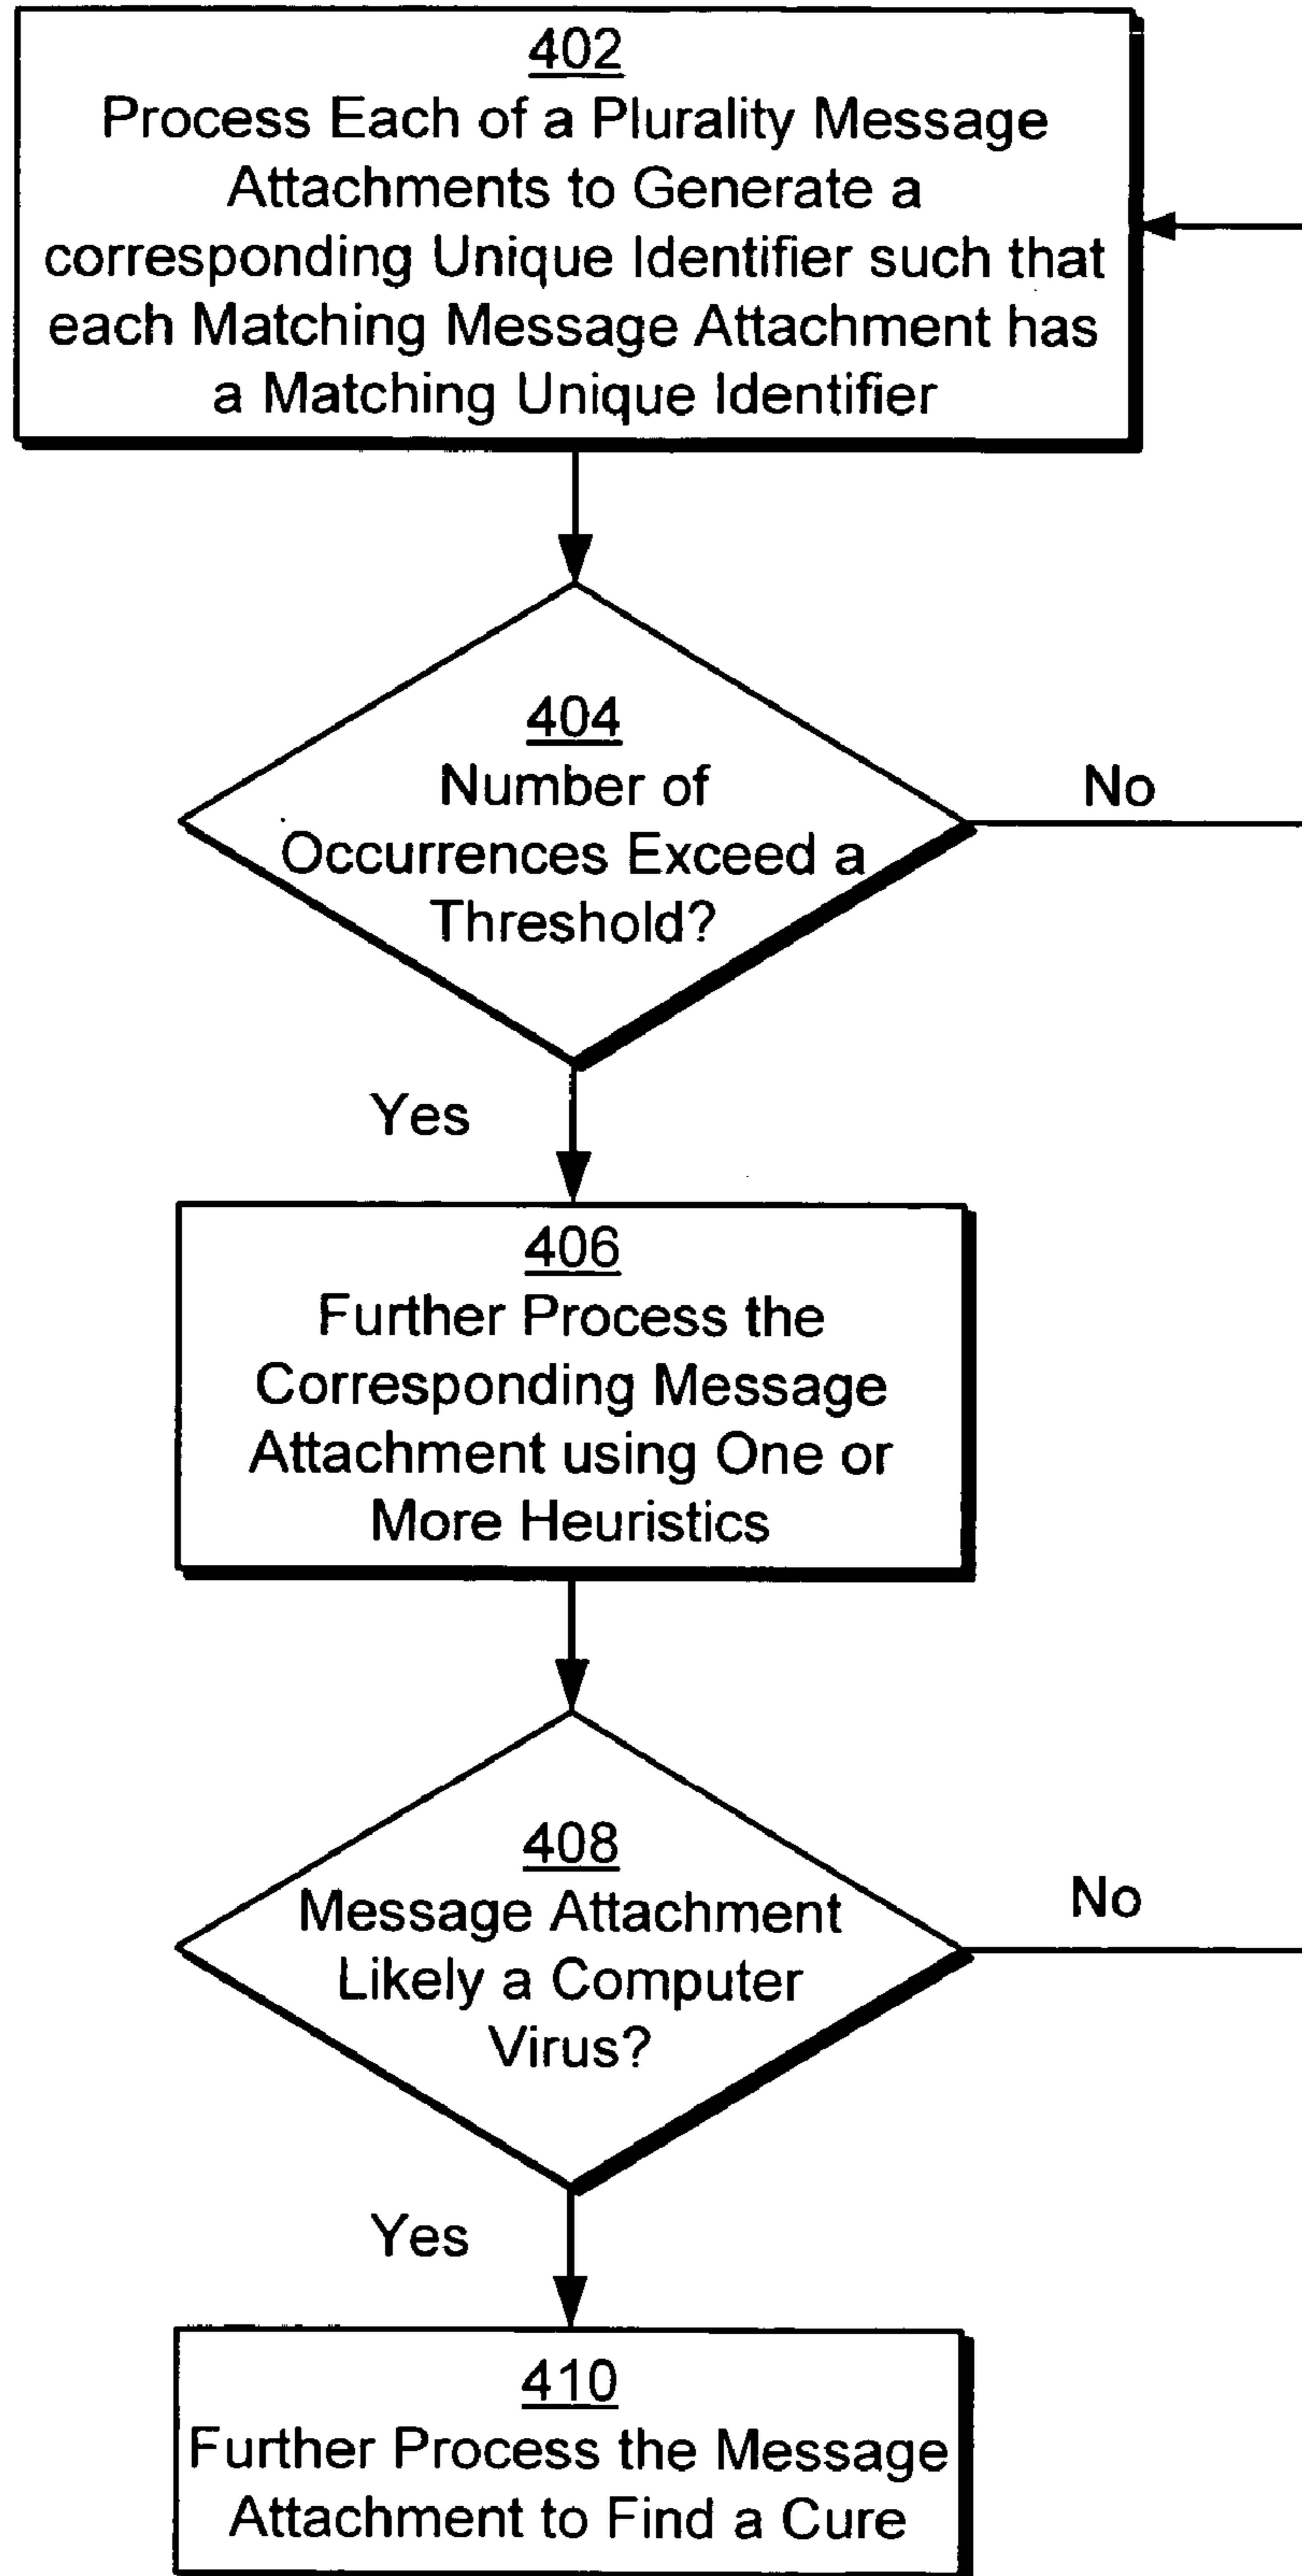 402
Process Each of a Plurality Message
Attachments to Generate a
corresponding Unique Identifier such that
each Matching Message Attachment has
a Matching Unique Identifier
404
Number of
Occurrences Exceed a
Threshold?
No
Yes
406
Further Process the
Corresponding Message
Attachment using One or
More Heuristics
408
Message Attachment
Likely a Computer
Virus?
No
Yes
410
Further Process the Message
Attachment to Find a Cure